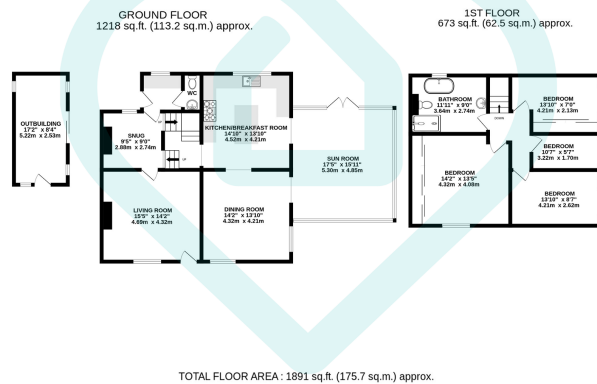 GROUND FLOOR
1218 sq.ft. (113.2 sq.m.) approx.
1ST FLOOR
673 sq.ft. (62.5 sq.m.) approx.
OUTBUILDING
17'2" x 8'4"
5.22m x 2.53m
WC
UP
SNUG
9'5" x 9'0"
2.88m x 2.74m
UP
KITCHEN/BREAKFAST ROOM
14'10" x 13'10"
4.52m x 4.21m
SUN ROOM
17'5" x 15'11"
5.30m x 4.85m
LIVING ROOM
15'5" x 14'2"
4.69m x 4.32m
DINING ROOM
14'2" x 13'10"
4.32m x 4.21m
BATHROOM
11'11" x 9'0"
3.64m x 2.74m
DOWN
BEDROOM
13'10" x 7'0"
4.21m x 2.13m
BEDROOM
10'7" x 5'7"
3.22m x 1.70m
BEDROOM
14'2" x 13'5"
4.32m x 4.08m
BEDROOM
13'10" x 8'7"
4.21m x 2.62m
TOTAL FLOOR AREA : 1891 sq.ft. (175.7 sq.m.) approx.